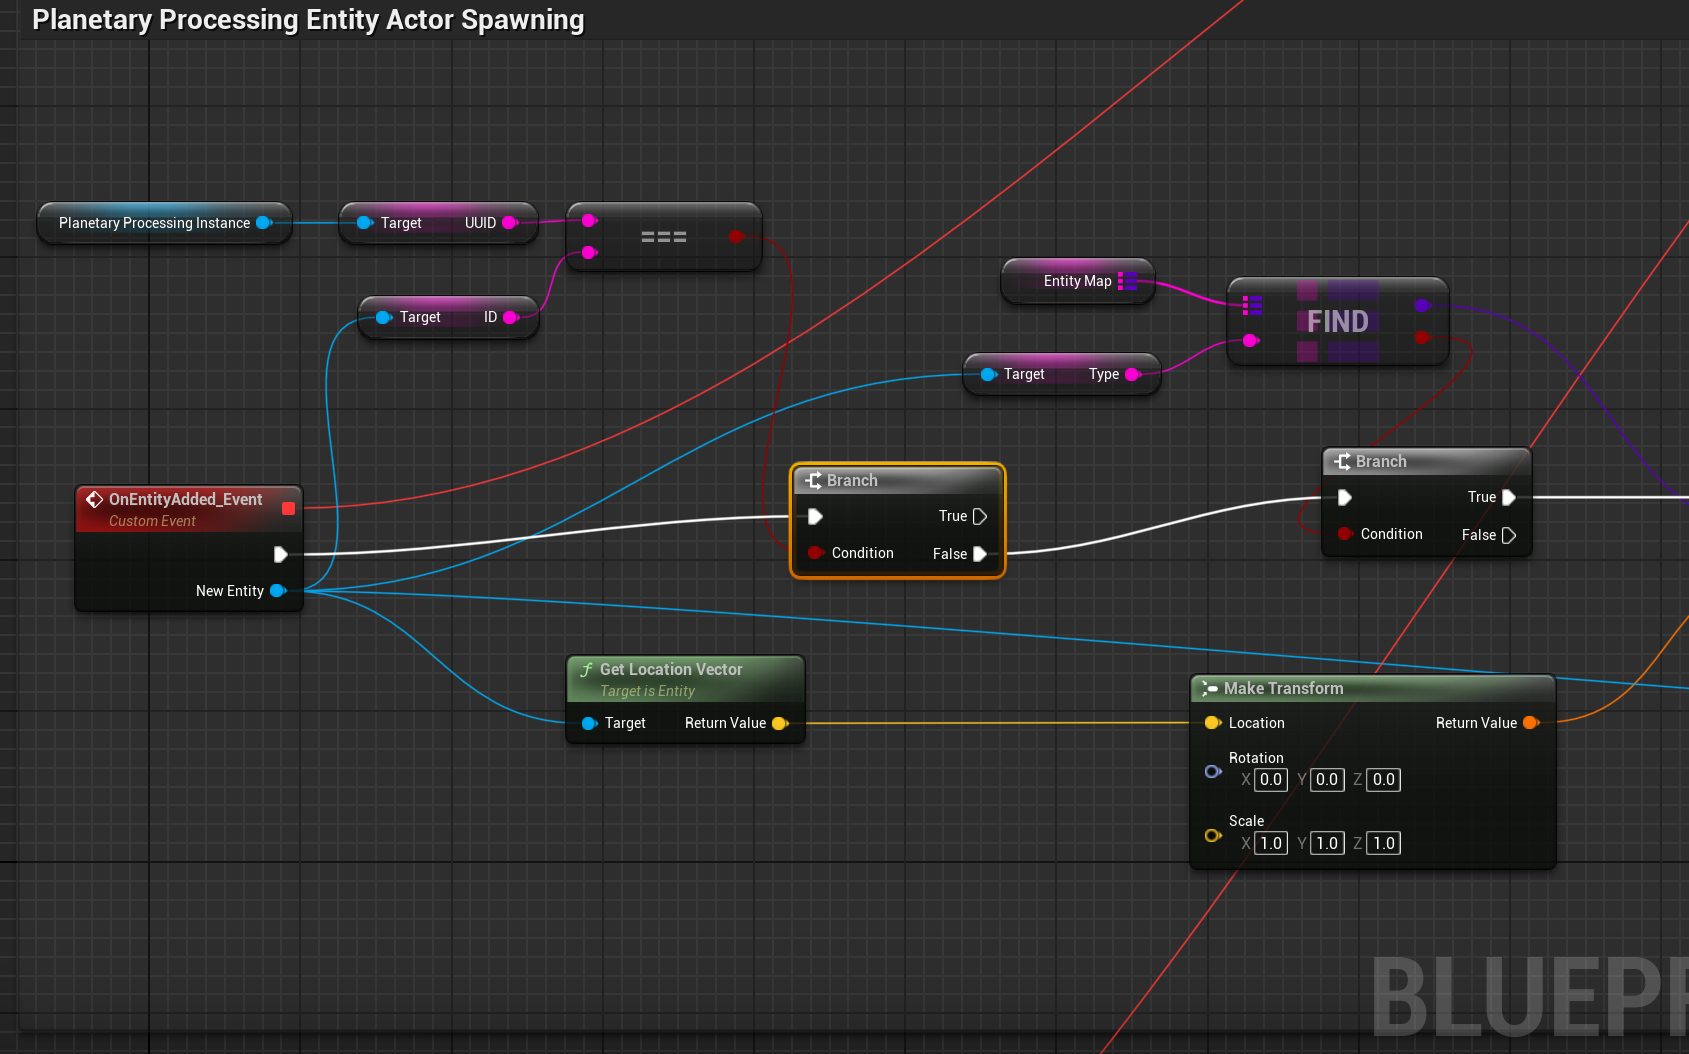 Planetary Processing Entity Actor Spawning
Planetary Processing Instance
Target UUID
===
Target ID
Entity Map
FIND
Target Type
OnEntityAdded_Event
Custom Event
New Entity
Branch
True
Condition False
Branch
True
Condition False
Get Location Vector
Target is Entity
Target Return Value
Make Transform
Location Return Value
Rotation
X 0.0 Y 0.0 Z 0.0
Scale
X 1.0 Y 1.0 Z 1.0
BLUEP